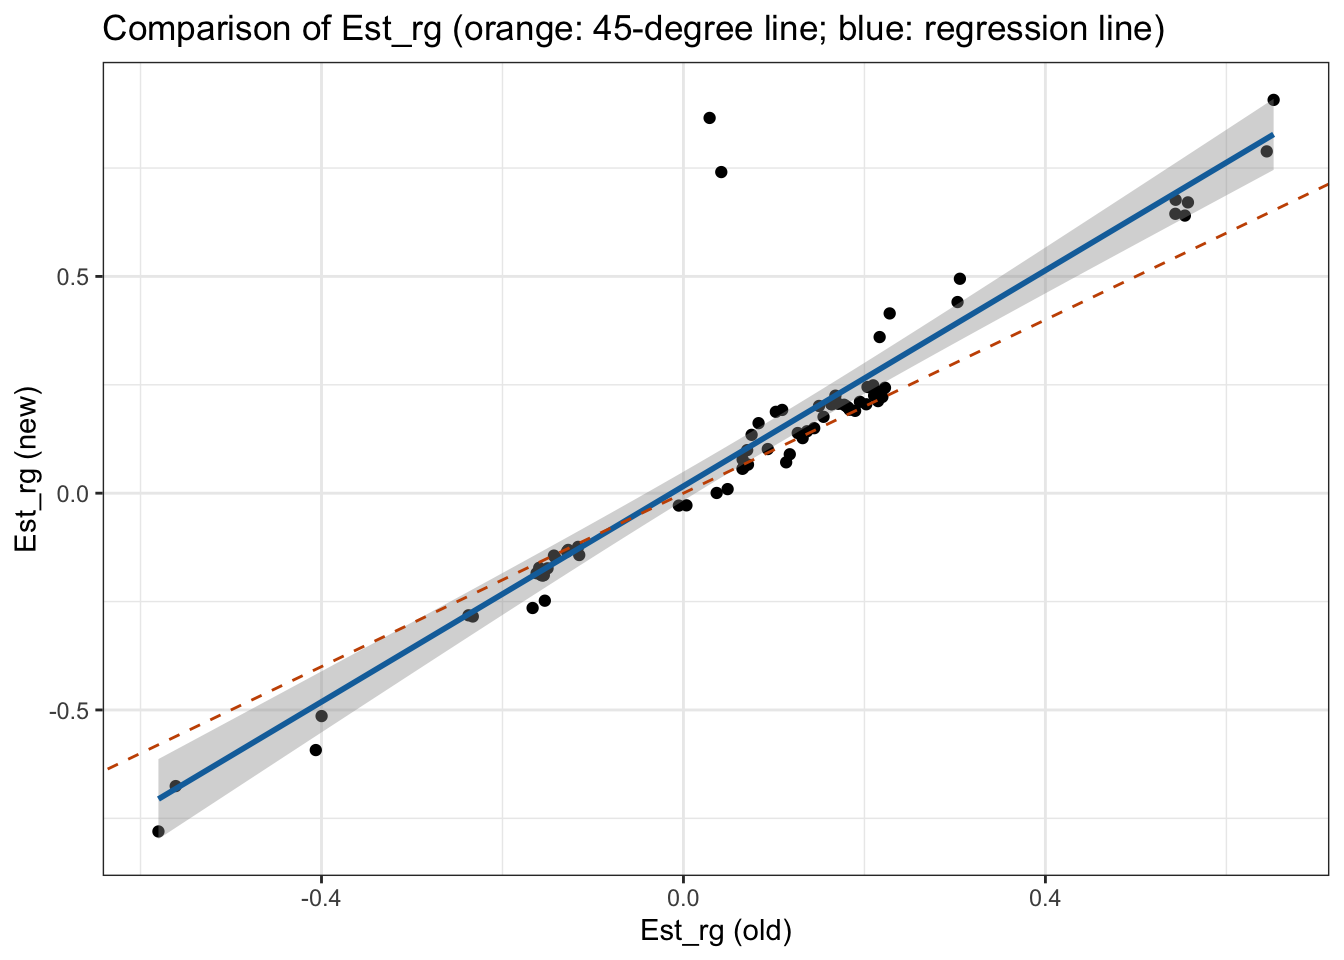 Comparison of Est_rg (orange: 45-degree line; blue: regression line)
Est_rg (new)
0.5
0.0
-0.5
-0.4
0.0
0.4
Est_rg (old)